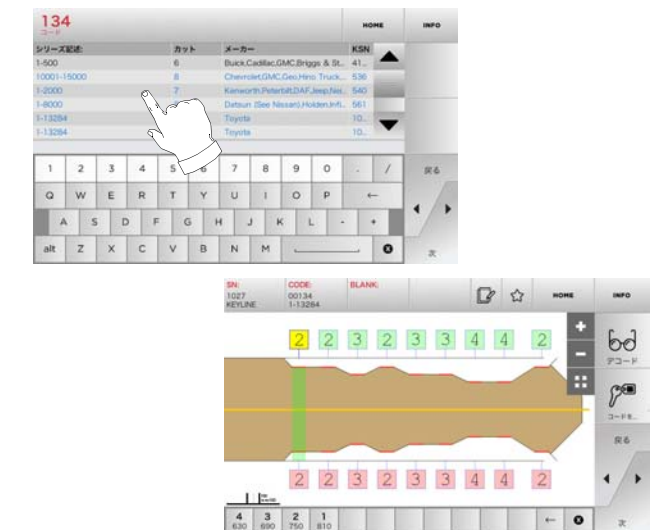 134
コード
HOME
INFO
シリーズ記述: カット メーカー KSN
1-500 6 Buick,Cadillac,GMC,Briggs & St.. 41...
10001-15000 8 Chevrolet,GMC,Geo,Hino Truck... 536
1-2000 7 Kenworth,Peterbilt,DAF,Jeep,Nis.. 540
1-8000 Datsun (See Nissan),Holden,Infi.. 561
1-13284 Toyota 10...
1-13284 Toyota 10...
1 2 3 4 5 6 7 8 9 0 . /
Q W E R T Y U I O P ←
A S D F G H J K L - +
alt Z X C V B N M
戻る
次
SN: CODE: BLANK:
1027 00134
KEYLINE 1-13284
HOME INFO
2 2 3 2 3 3 4 4 2
デコード
コードを...
戻る
2 2 3 2 3 3 4 4 2
4 3 2 1
630 690 750 810
←
次